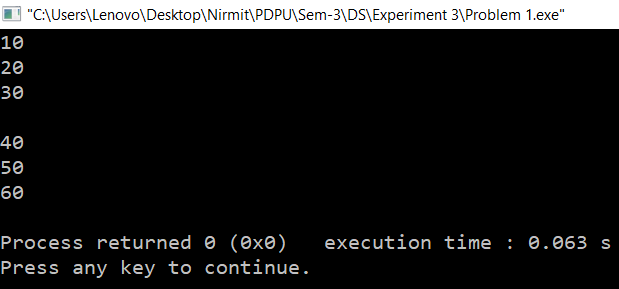 "C:\Users\Lenovo\Desktop\Nirmit\PDPU\Sem-3\DS\Experiment 3\Problem 1.exe"
10
20
30
40
50
60
Process returned 0 (0x0)   execution time : 0.063 s
Press any key to continue.